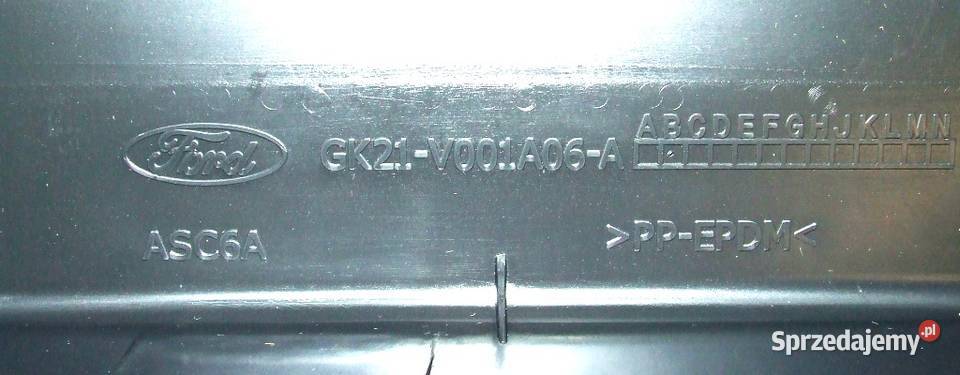 Ford GK21-V001A06-A ABCDEFGHJKLMN
ASC6A >PP-EPDM<
Sprzedajemy.pl